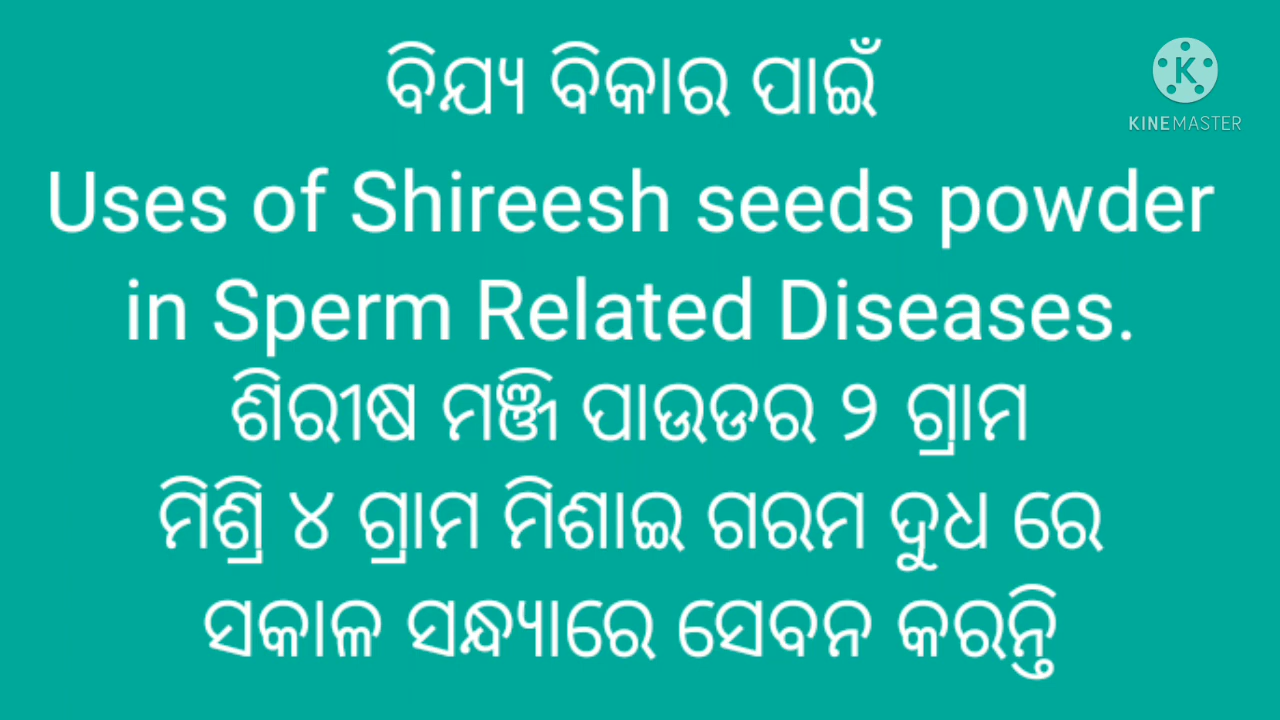 ବିଯ୍ୟ ବିକାର ପାଇଁ
KINEMASTER
Uses of Shireesh seeds powder
in Sperm Related Diseases.
ଶିରୀଷ ମଞ୍ଜି ପାଉଡର ୨ ଗ୍ରାମ
ମିଶ୍ରି ୪ ଗ୍ରାମ ମିଶାଇ ଗରମ ଦୁଧ ରେ
ସକାଳ ସନ୍ଧ୍ୟାରେ ସେବନ କରନ୍ତି